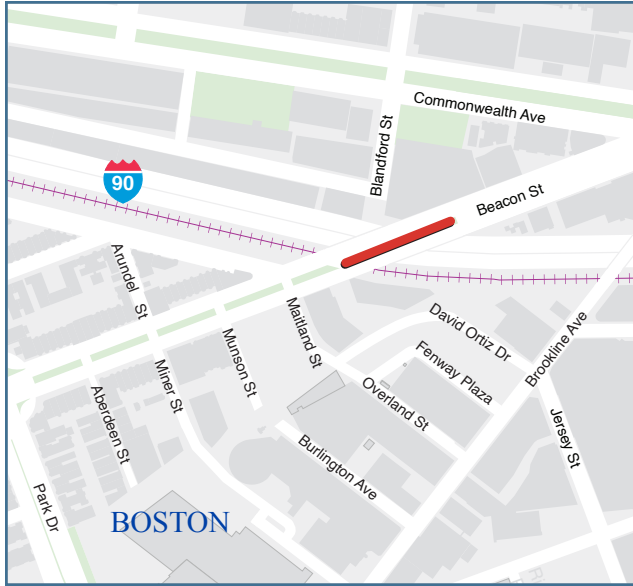 Commonwealth Ave
Blandford St
Beacon St
90
Arundel St
Maitland St
Munson St
Miner St
Aberdeen St
Park Dr
David Ortiz Dr
Fenway Plaza
Overland St
Burlington Ave
Brookline Ave
Jersey St
BOSTON